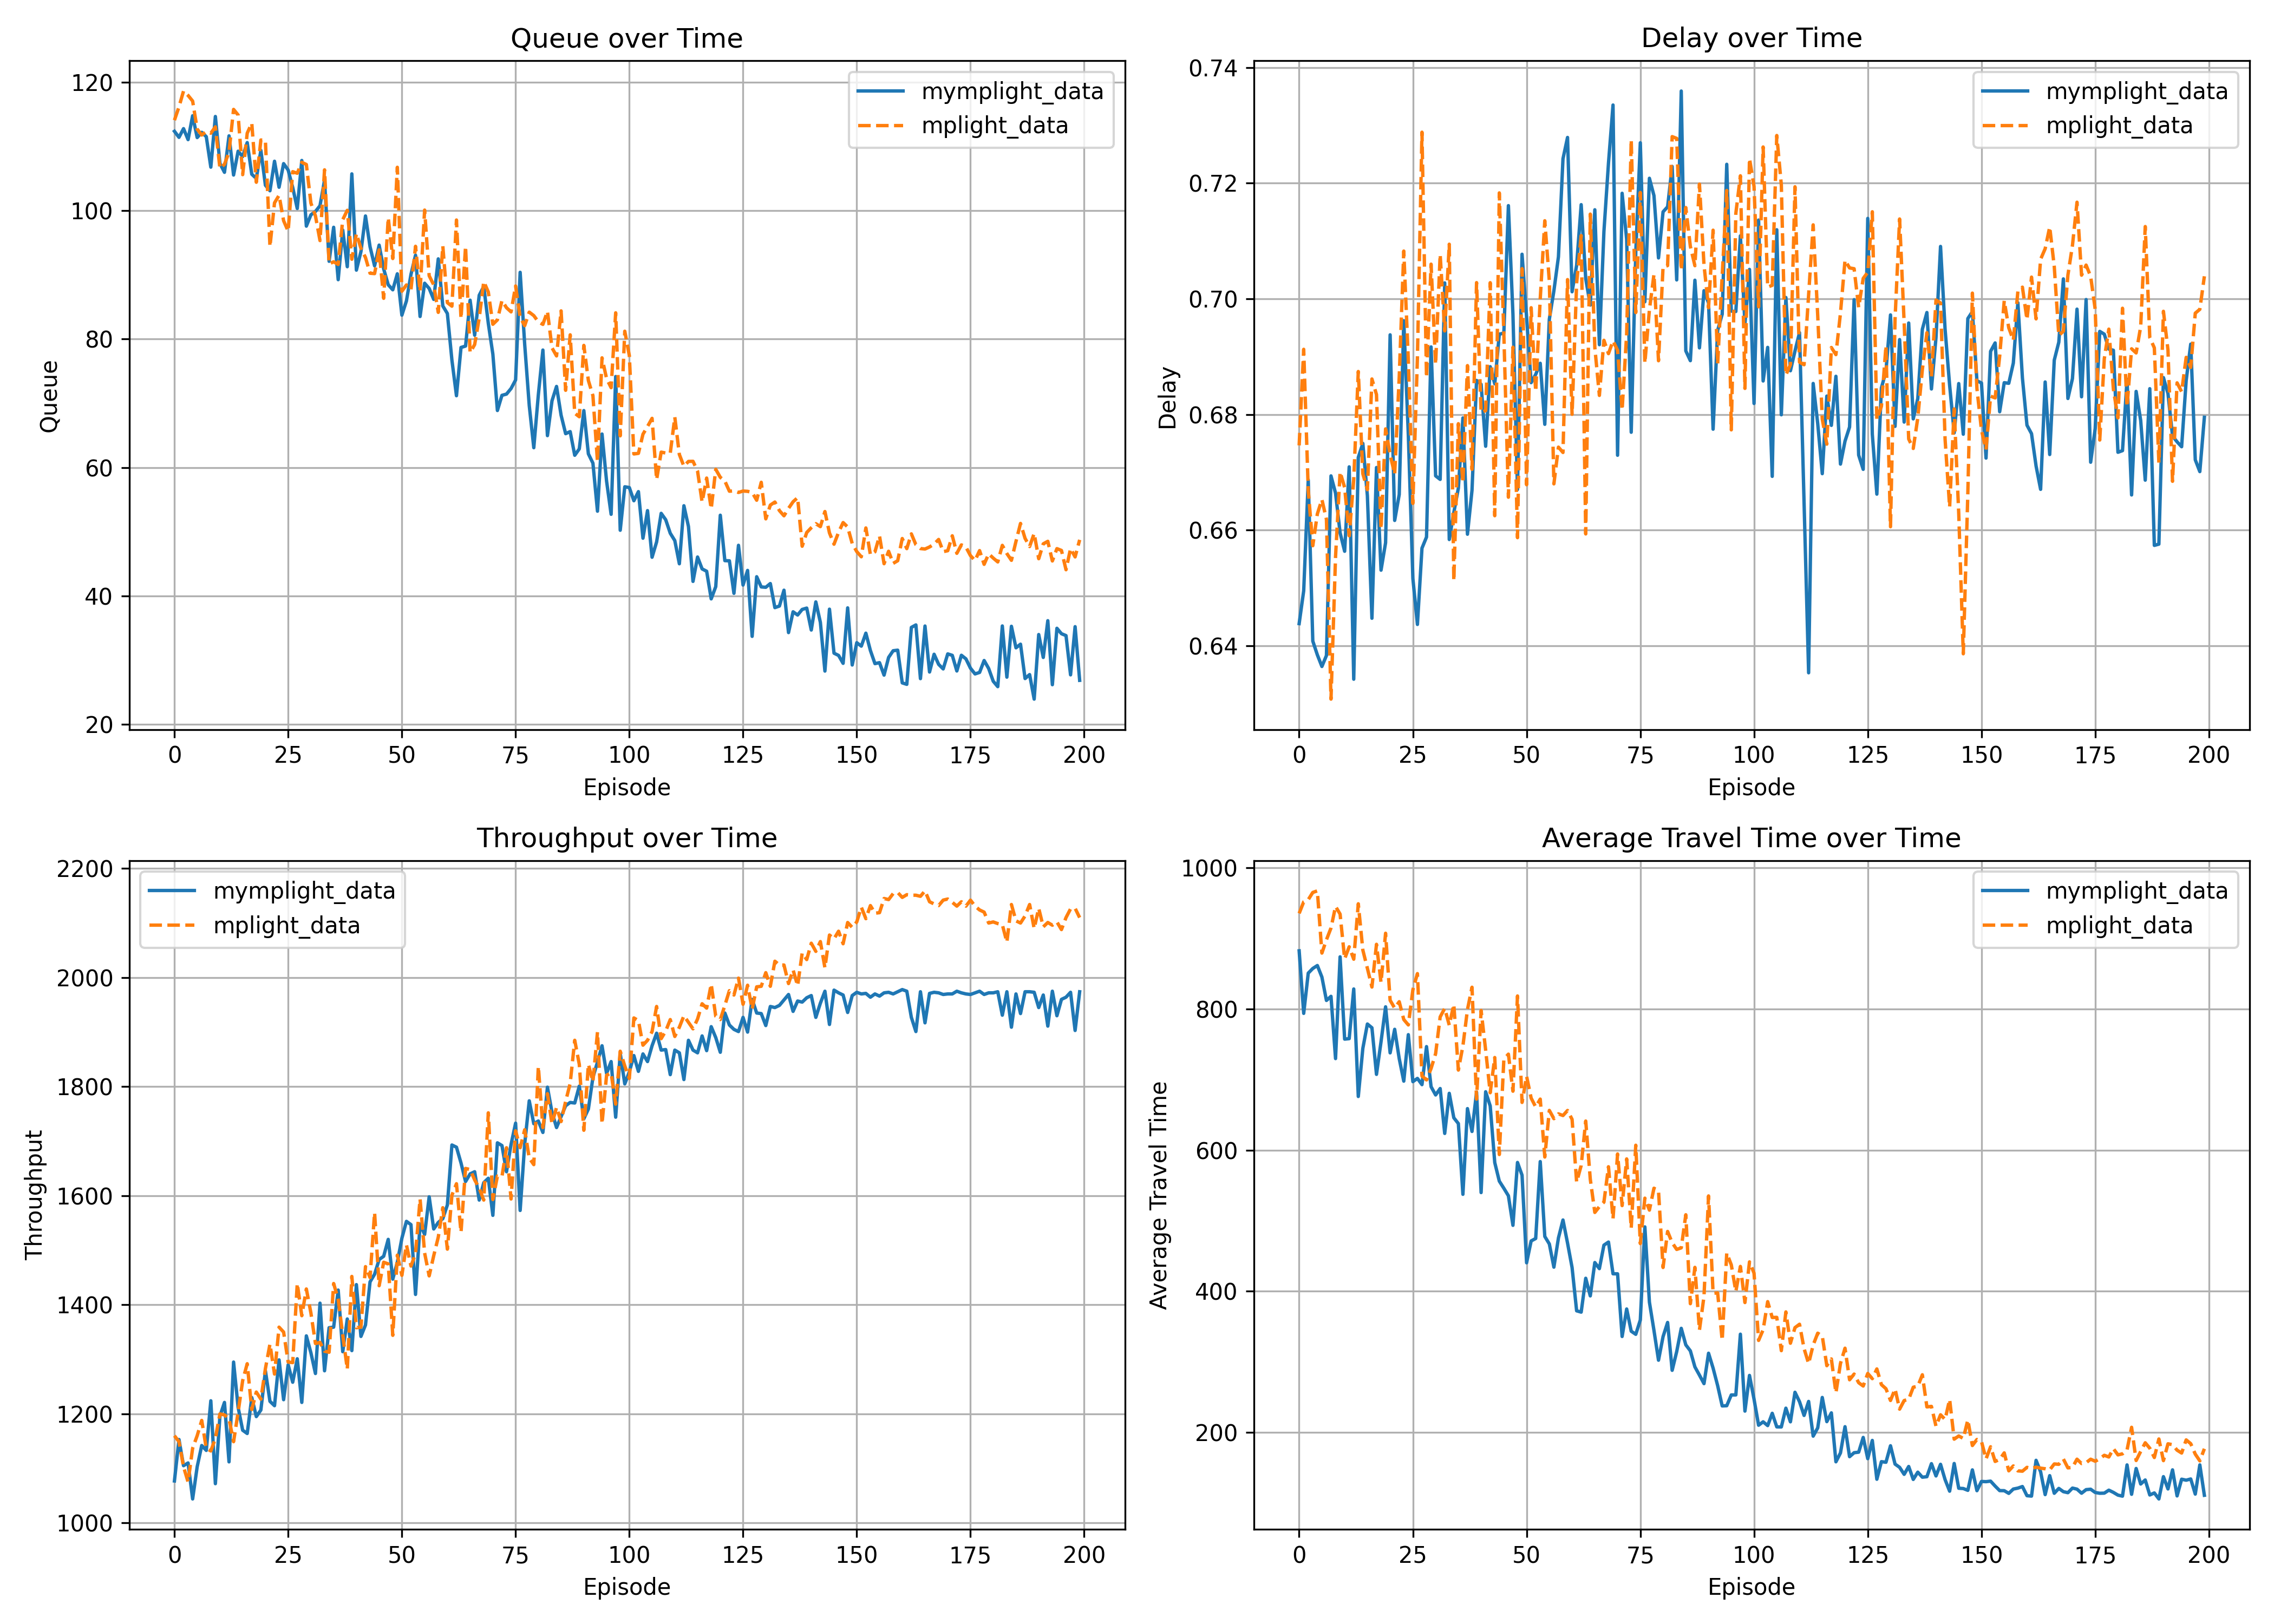 Queue over Time
120
100
80
60
40
20
Queue
mymplight_data
mplight_data
0 25 50 75 100 125 150 175 200
Episode
Delay over Time
0.74
0.72
0.70
0.68
0.66
0.64
Delay
mymplight_data
mplight_data
0 25 50 75 100 125 150 175 200
Episode
Throughput over Time
2200
2000
1800
1600
1400
1200
1000
Throughput
mymplight_data
mplight_data
0 25 50 75 100 125 150 175 200
Episode
Average Travel Time over Time
1000
800
600
400
200
Average Travel Time
mymplight_data
mplight_data
0 25 50 75 100 125 150 175 200
Episode